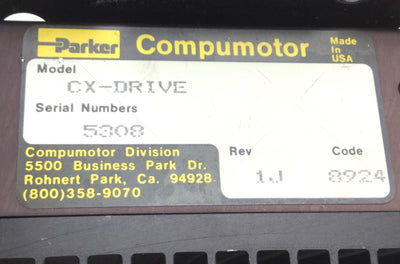 Parker Compumotor Made In USA
Model
CX-DRIVE
Serial Numbers
5308
Compumotor Division
5500 Business Park Dr.
Rohnert Park, Ca. 94928
(800)358-9070
Rev Code
1J 8924